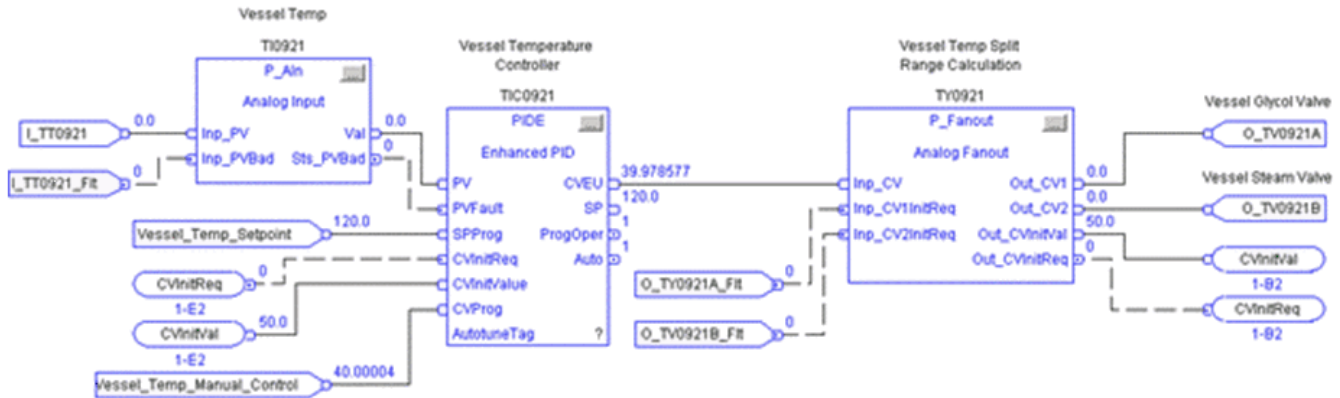 Vessel Temp
TI0921
P_AIn
...
Analog Input
I_TT0921
0.0
Inp_PV
Val
0.0
I_TT0921_Flt
0
Inp_PVBad
Sts_PVBad
0
Vessel Temperature
Controller
TIC0921
PIDE
...
Enhanced PID
PV
CVEU
39.978577
PVFault
SP
120.0
Vessel_Temp_Setpoint
120.0
SPProg
ProgOper
1
CVInitReq
0
1-E2
CVInitReq
Auto
1
CVInitVal
50.0
1-E2
CVInitValue
Vessel_Temp_Manual_Control
40.00004
CVProg
AutotuneTag
?
Vessel Temp Split
Range Calculation
TY0921
P_Fanout
...
Analog Fanout
Inp_CV
Out_CV1
0.0
Inp_CV1InitReq
Out_CV2
0.0
Inp_CV2InitReq
Out_CVInitVal
50.0
Out_CVInitReq
0
O_TY0921A_Flt
0
O_TV0921B_Flt
0
Vessel Glycol Valve
O_TV0921A
Vessel Steam Valve
O_TV0921B
CVInitVal
1-B2
CVInitReq
1-B2